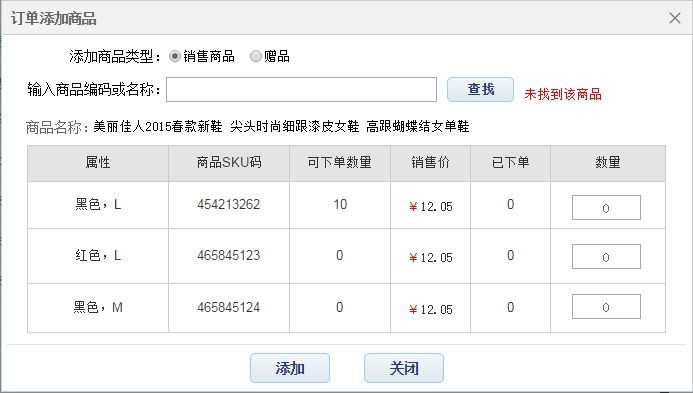 订单添加商品
添加商品类型： 销售商品 赠品
输入商品编码或名称： 查找 未找到该商品
商品名称：美丽佳人2015春款新鞋 尖头时尚细跟漆皮女鞋 高跟蝴蝶结女单鞋
属性 商品SKU码 可下单数量 销售价 已下单 数量
黑色，L 454213262 10 ￥12.05 0 0
红色，L 465845123 0 ￥12.05 0 0
黑色，M 465845124 0 ￥12.05 0 0
添加 关闭